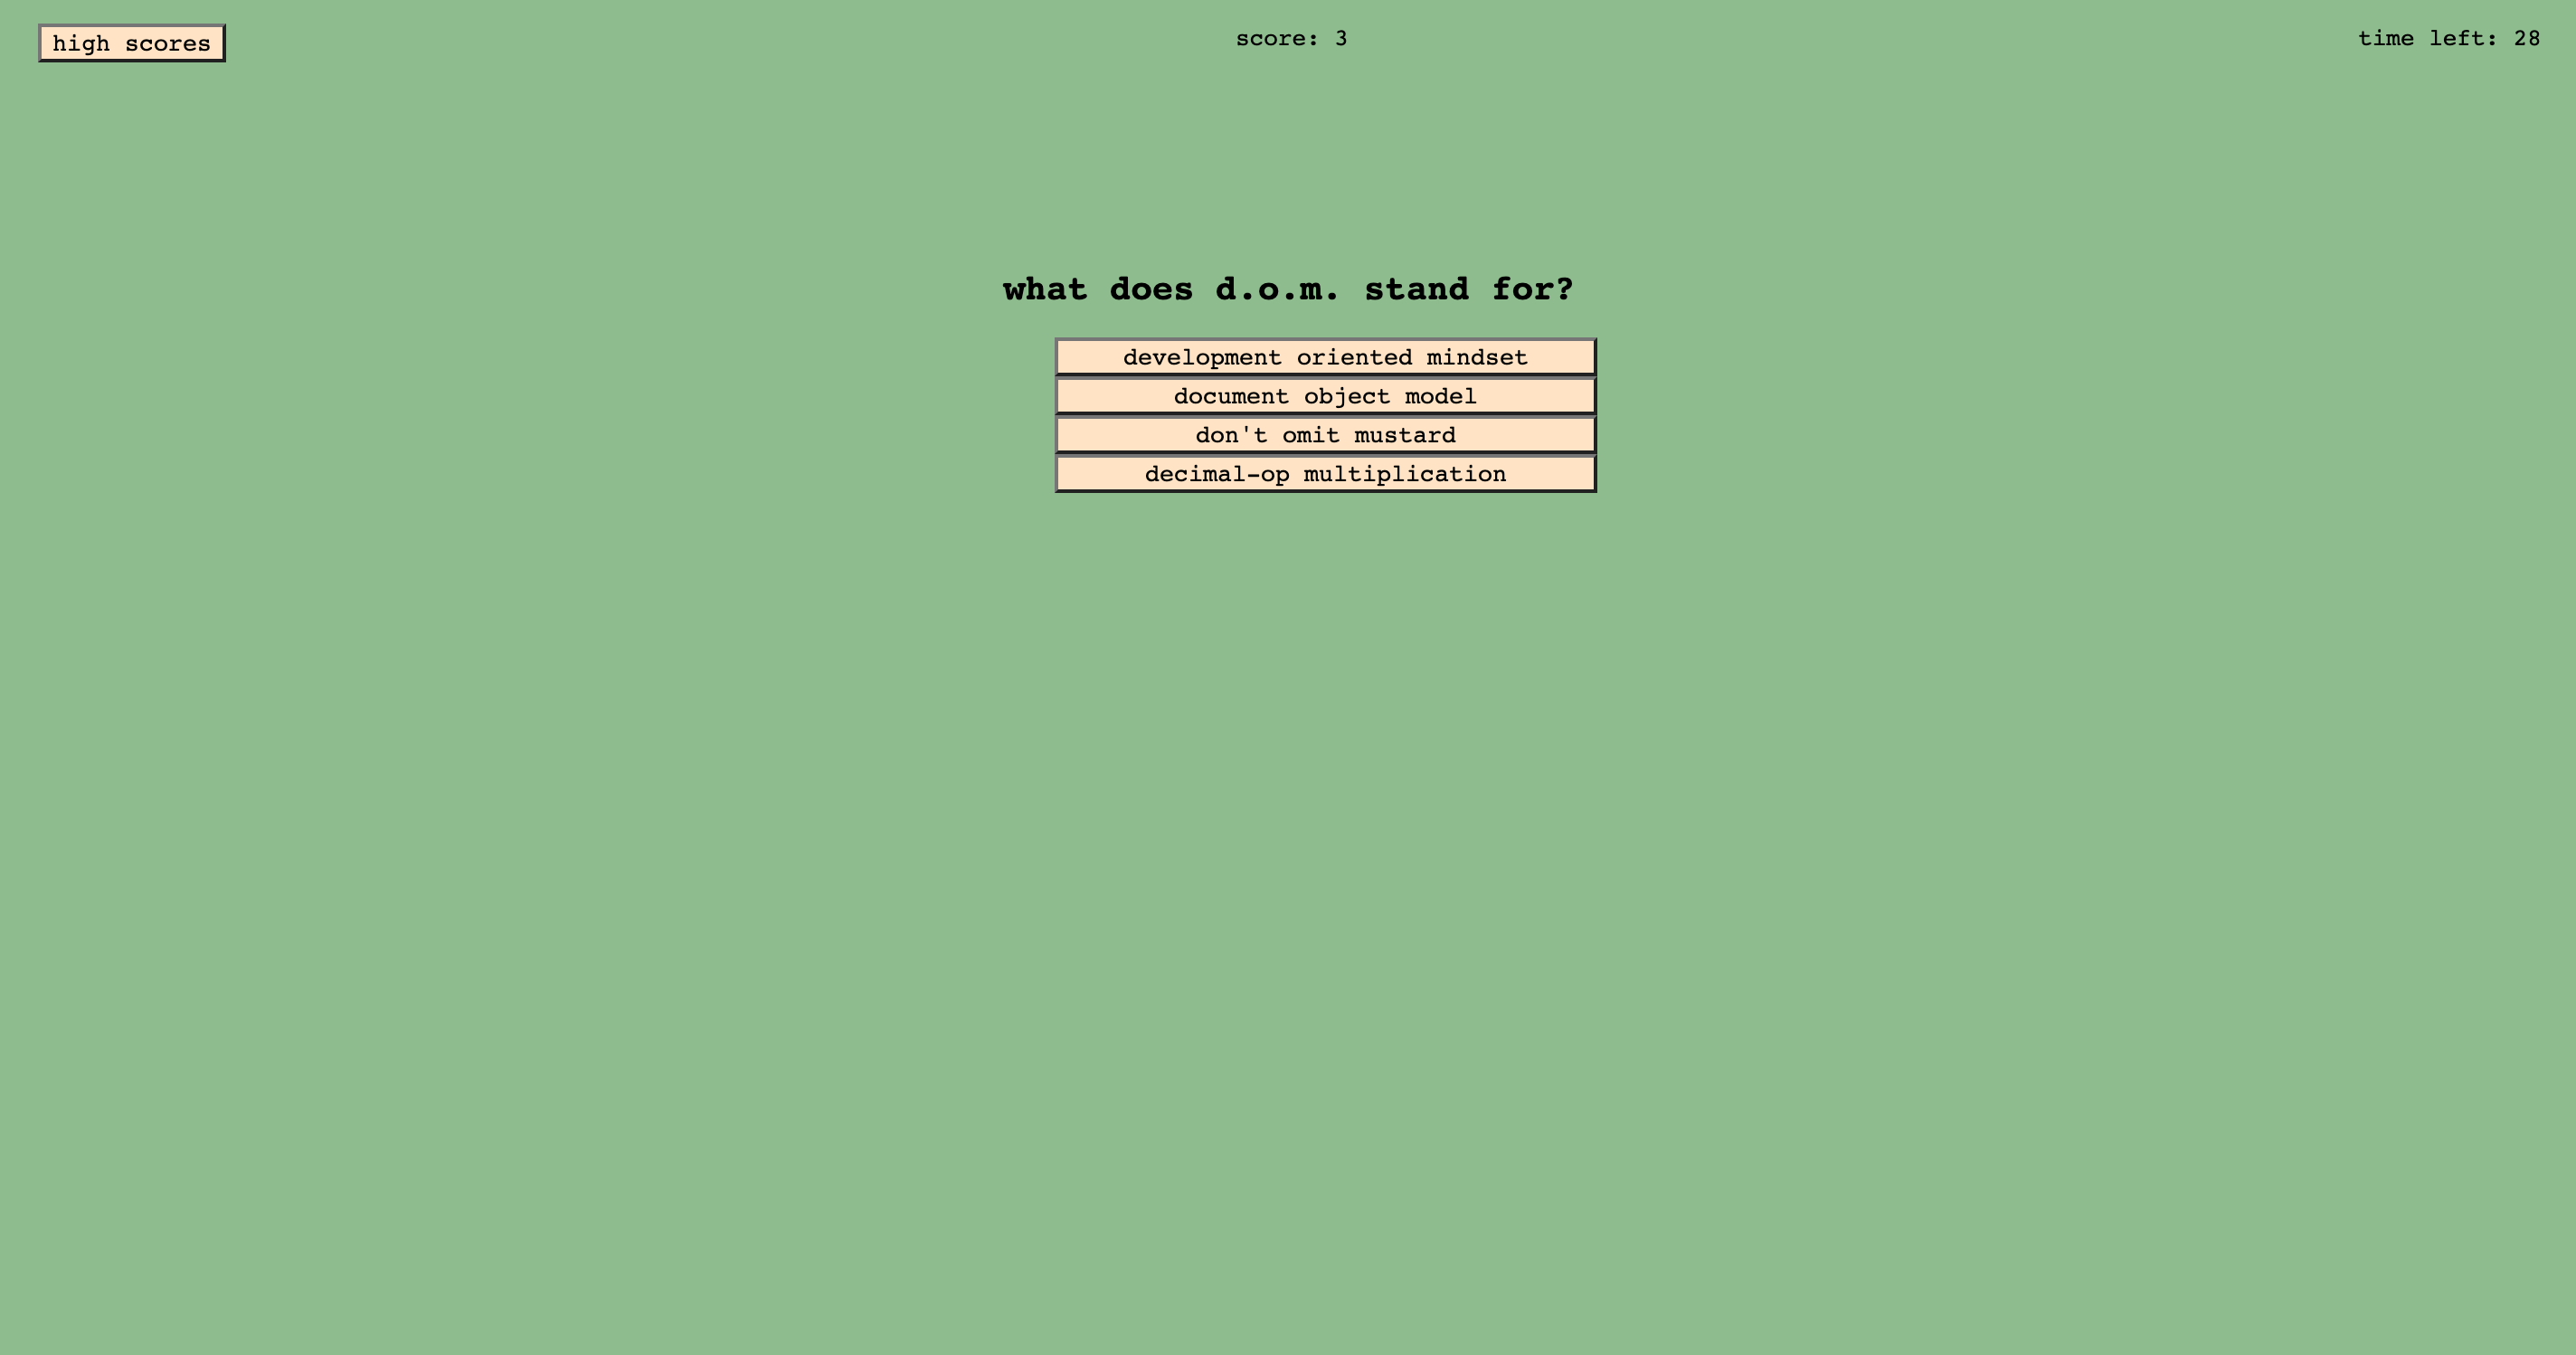 high scores
score: 3
time left: 28
what does d.o.m. stand for?
development oriented mindset
document object model
don't omit mustard
decimal-op multiplication